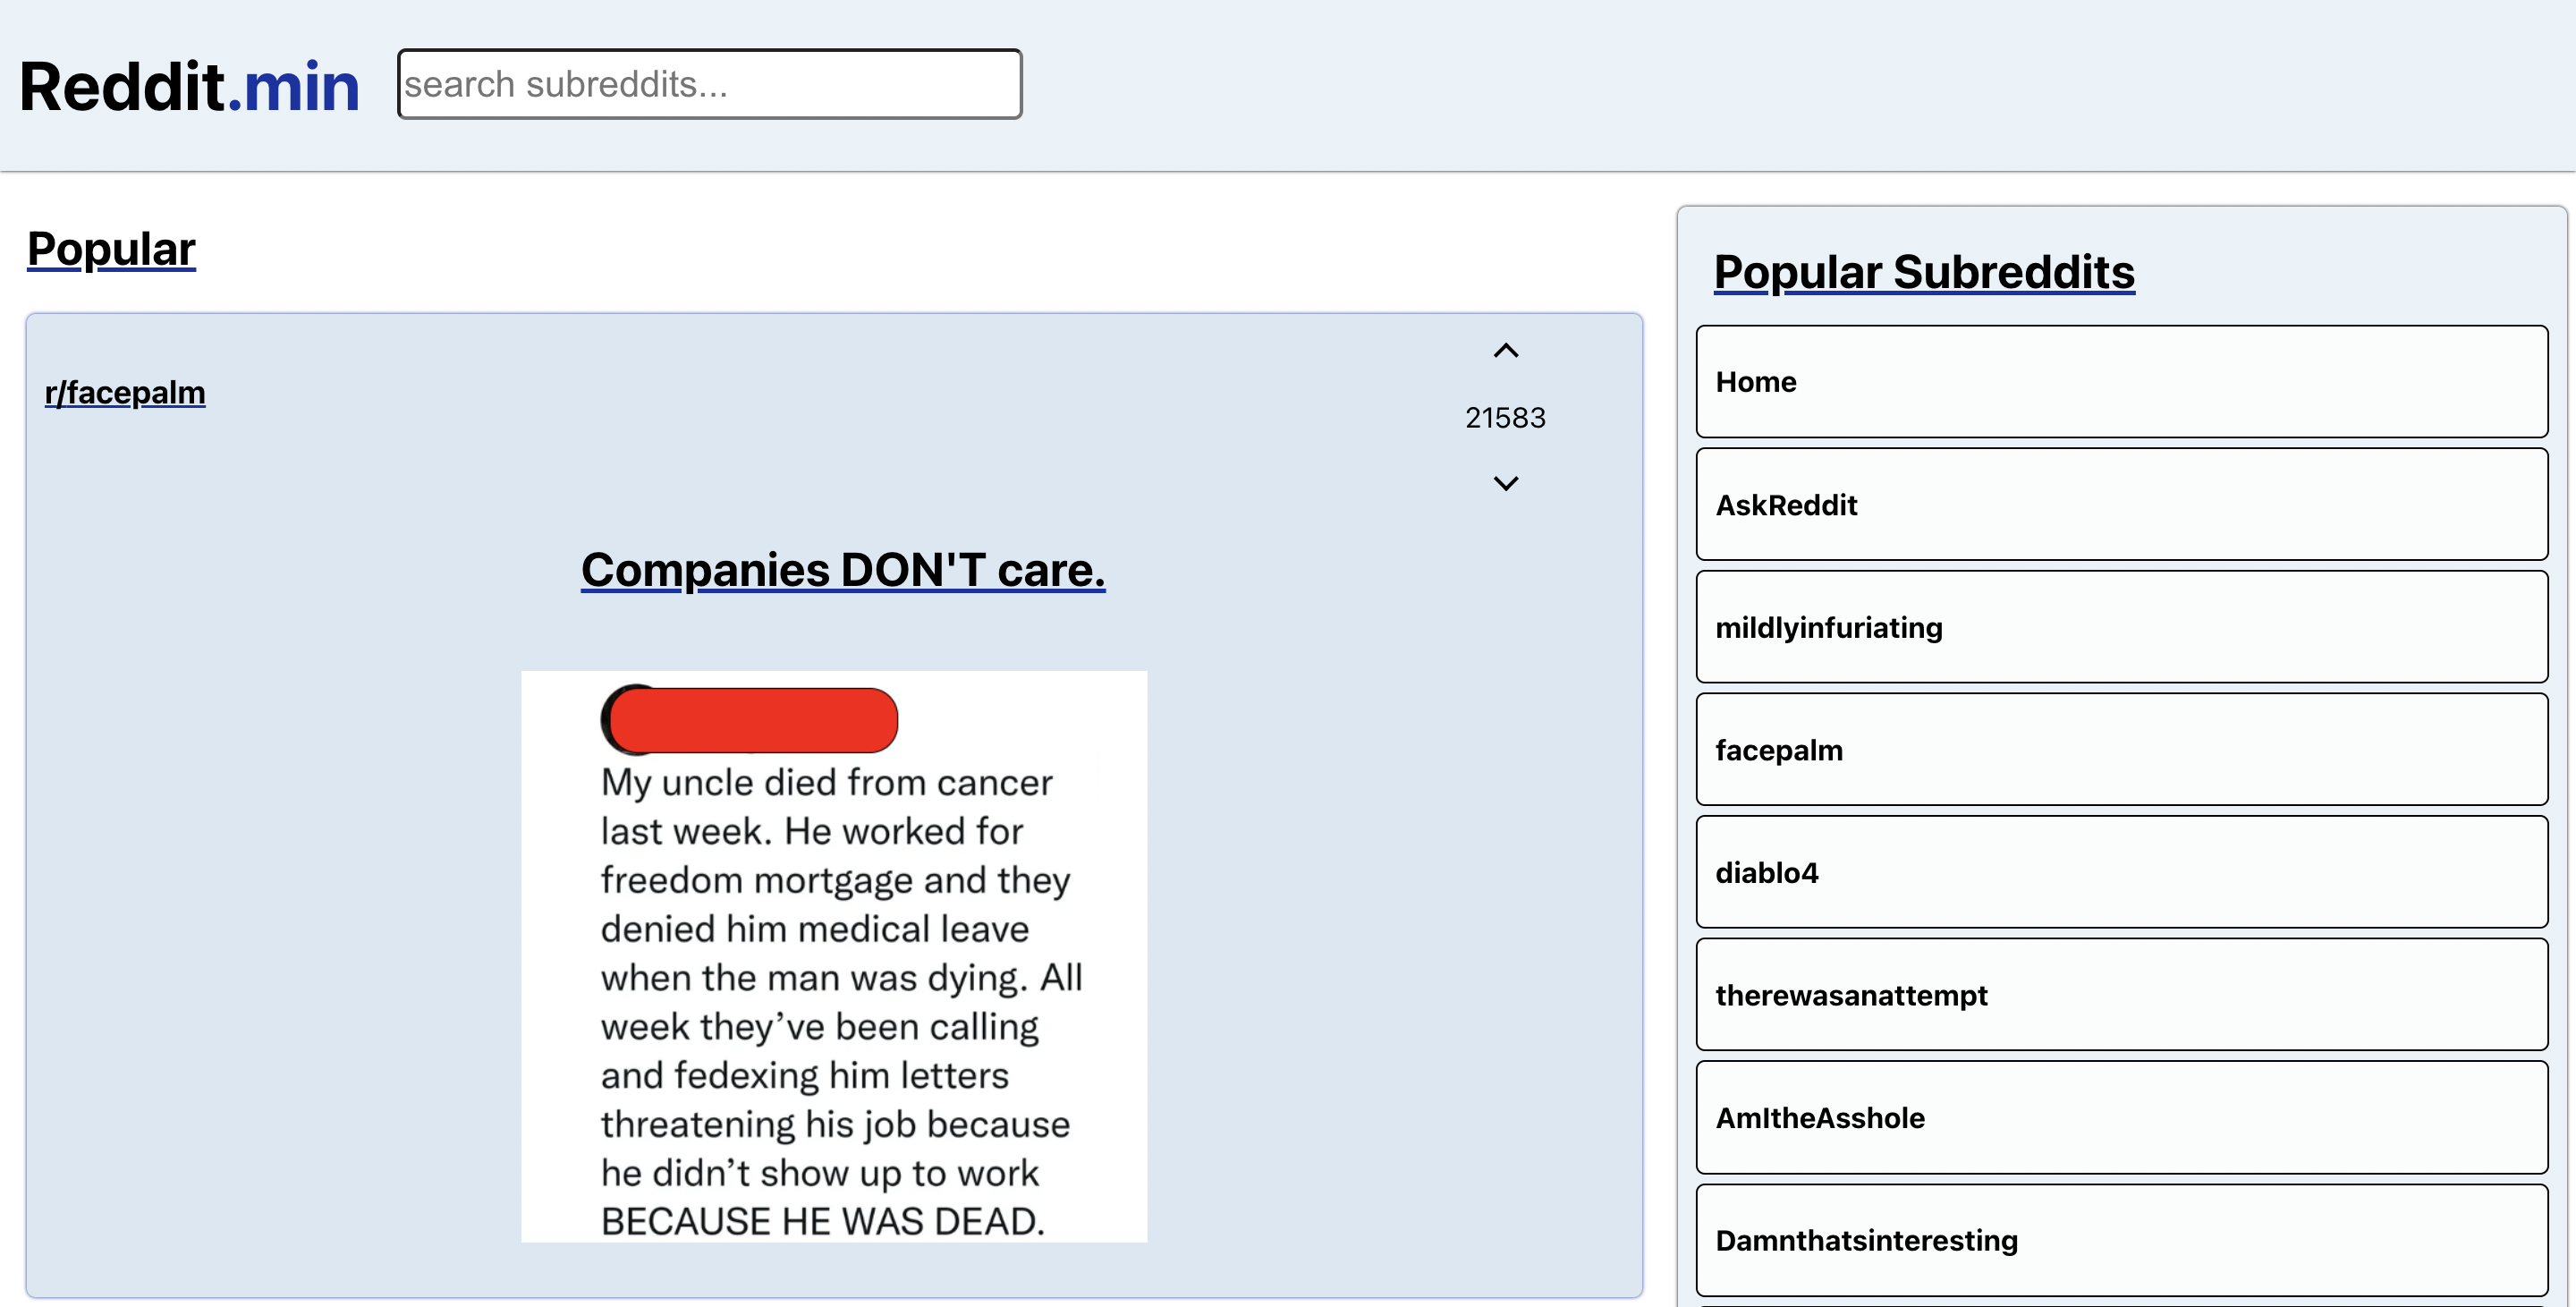 Reddit.min
search subreddits...
Popular
r/facepalm
21583
Companies DON'T care.
My uncle died from cancer
last week. He worked for
freedom mortgage and they
denied him medical leave
when the man was dying. All
week they’ve been calling
and fedexing him letters
threatening his job because
he didn’t show up to work
BECAUSE HE WAS DEAD.
Popular Subreddits
Home
AskReddit
mildlyinfuriating
facepalm
diablo4
therewasanattempt
AmItheAsshole
Damnthatsinteresting